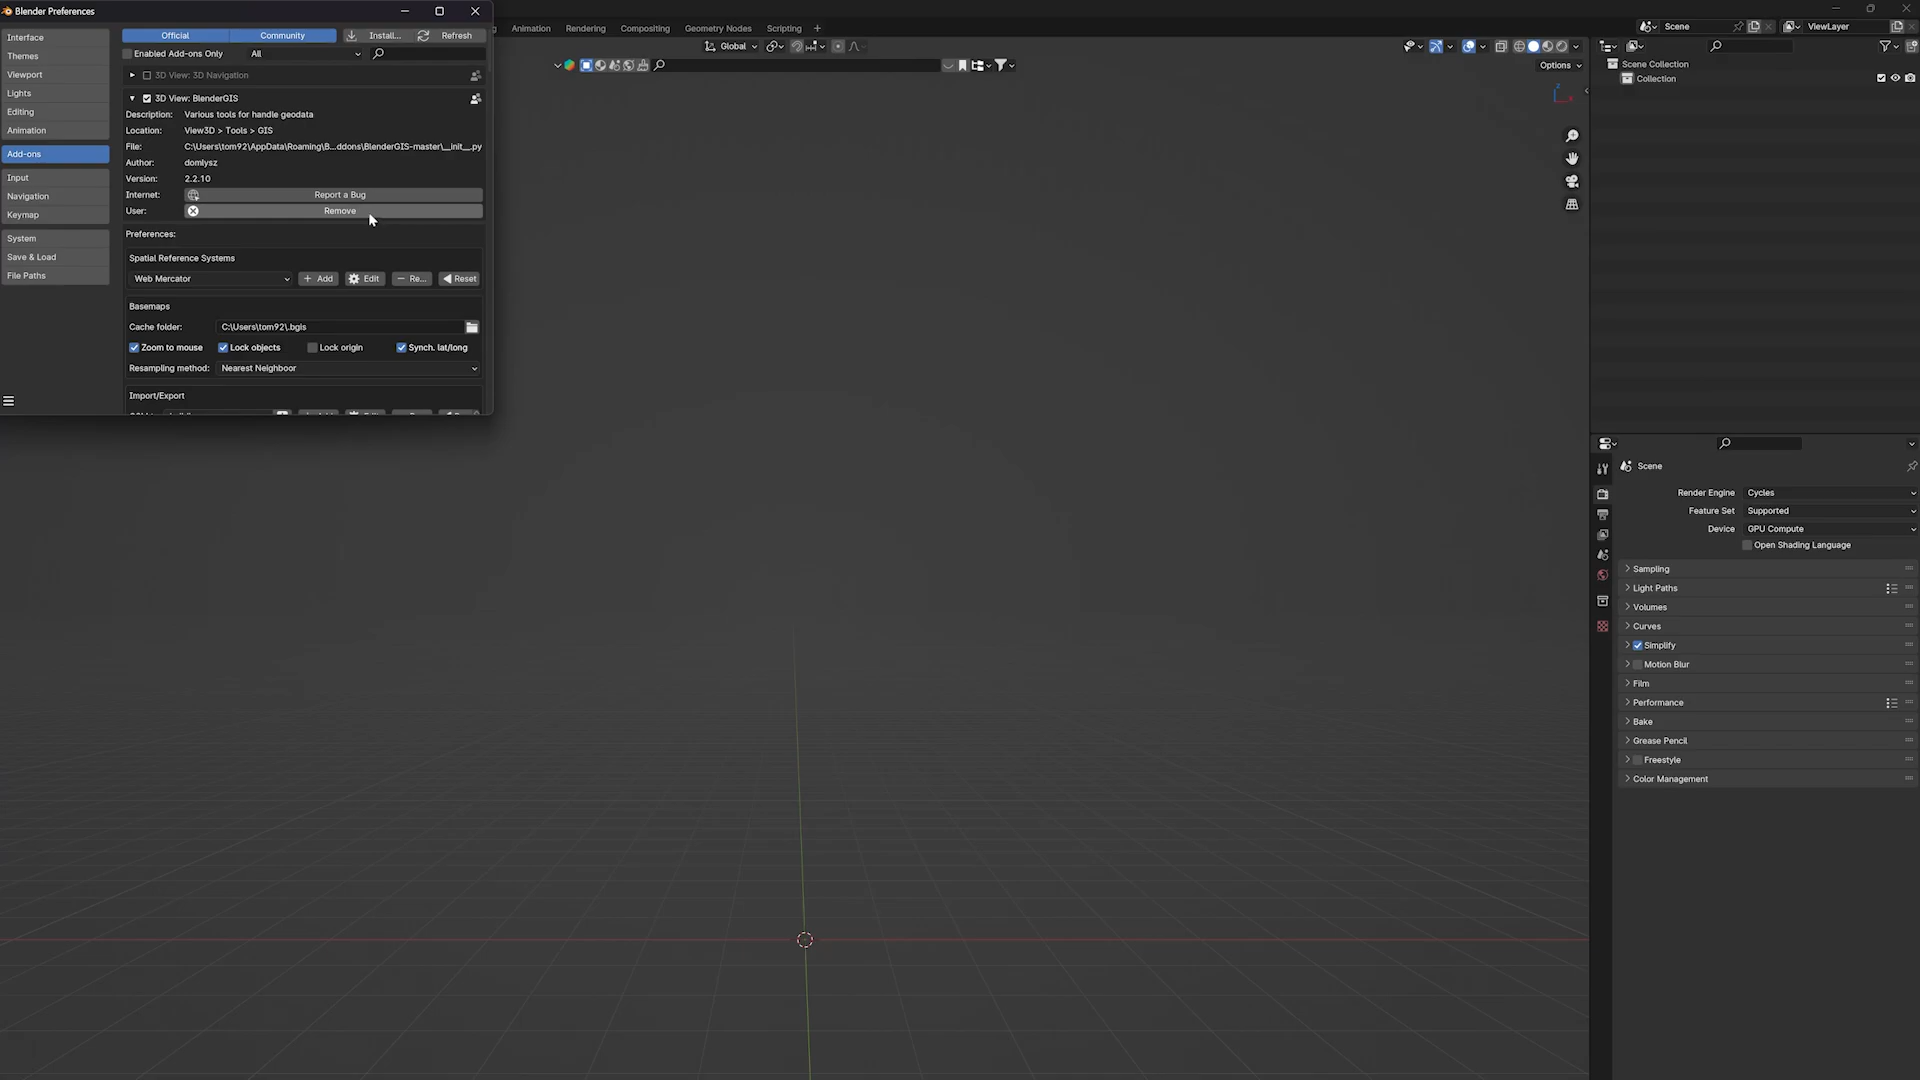 Blender Preferences
Interface
Themes
Viewport
Lights
Editing
Animation
Add-ons
Input
Navigation
Keymap
System
Save & Load
File Paths
Official Community Install... Refresh
Enabled Add-ons Only All
3D View: 3D Navigation
3D View: BlenderGIS
Description: Various tools for handle geodata
Location: View3D > Tools > GIS
File: C:\Users\tom92\AppData\Roaming\B...ddons\BlenderGIS-master\__init__.py
Author: domlysz
Version: 2.2.10
Internet: Report a Bug
User: Remove
Preferences:
Spatial Reference Systems
Web Mercator Add Edit Re... Reset
Basemaps
Cache folder: C:\Users\tom92\.bgis
Zoom to mouse Lock objects Lock origin Synch. lat/long
Resampling method: Nearest Neighbor
Import/Export
Animation Rendering Compositing Geometry Nodes Scripting +
Global
Options
Scene ViewLayer
Scene Collection
Collection
Scene
Render Engine Cycles
Feature Set Supported
Device GPU Compute
Open Shading Language
Sampling
Light Paths
Volumes
Curves
Simplify
Motion Blur
Film
Performance
Bake
Grease Pencil
Freestyle
Color Management